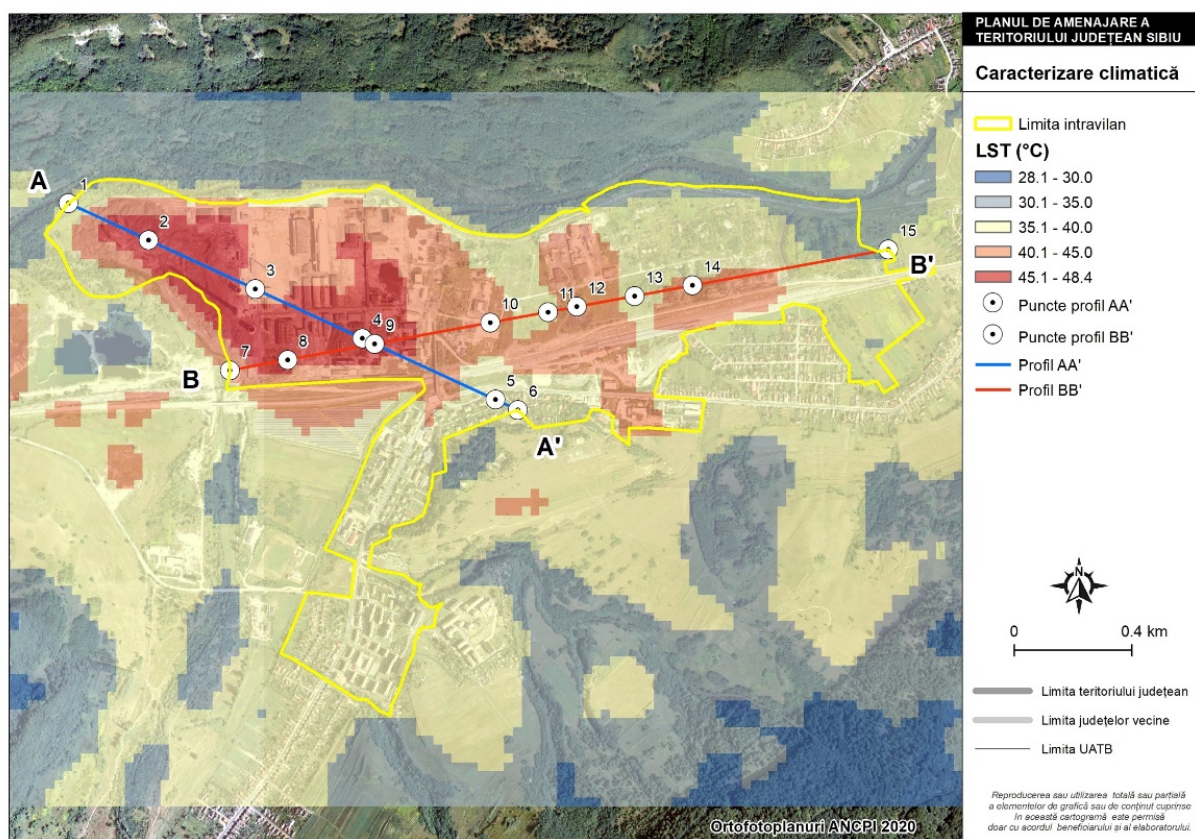 PLANUL DE AMENAJARE A
TERITORIULUI JUDEȚEAN SIBIU
Caracterizare climatică
Limita intravilan
LST (°C)
28.1 - 30.0
30.1 - 35.0
35.1 - 40.0
40.1 - 45.0
45.1 - 48.4
Puncte profil AA'
Puncte profil BB'
Profil AA'
Profil BB'
A
1
2
3
4
9
5
6
A'
B
7
8
10
11
12
13
14
15
B'
N
0 0.4 km
Limita teritoriului județean
Limita județelor vecine
Limita UATB
Reproducerea sau utilizarea totală sau parțială
a elementelor de grafică sau de conținut cuprinse
în această cartogramă este permisă
doar cu acordul beneficiarului și al elaboratorului.
Ortofotoplanuri ANCPI 2020